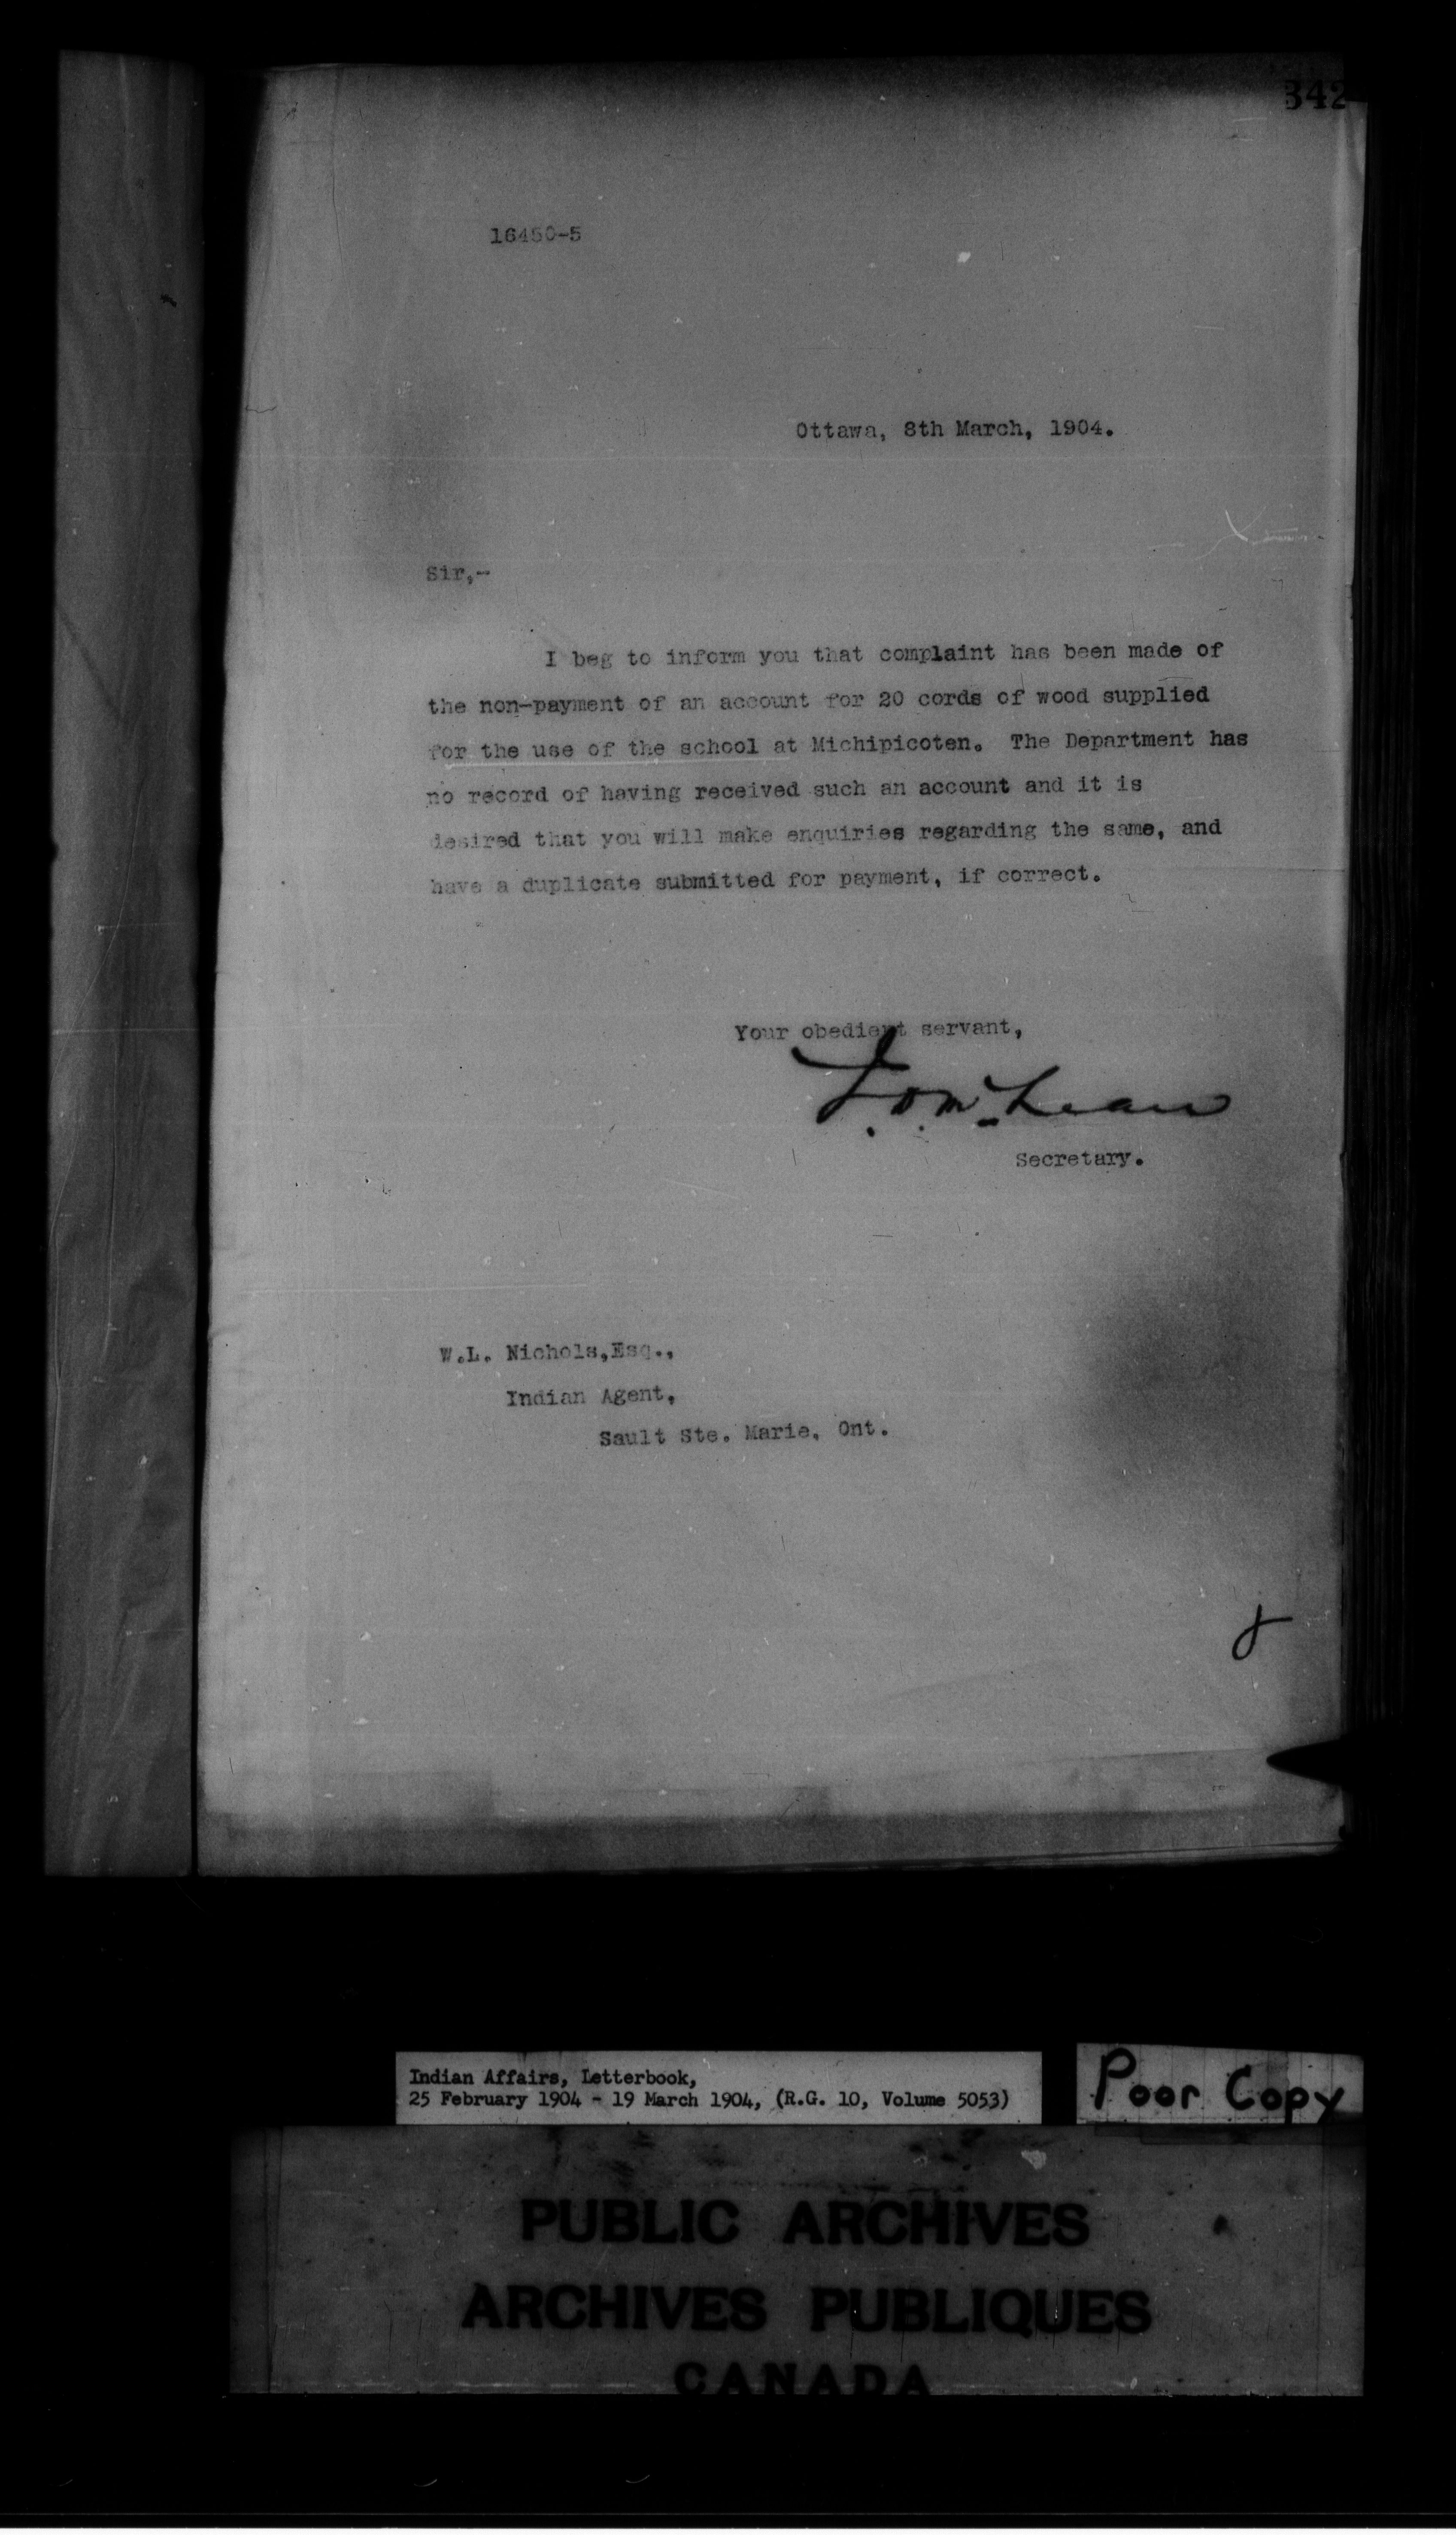 342
16450-5
Ottawa, 8th March, 1904.
Sir,-
I beg to inform you that complaint has been made of
the non-payment of an account for 20 cords of wood supplied
for the use of the school at Michipicoten. The Department has
no record of having received such an account and it is
desired that you will make enquiries regarding the same, and
have a duplicate submitted for payment, if correct.
Your obedient servant,
J. D. McLean
Secretary.
W.L. Nichols,Esq.,
Indian Agent,
Sault Ste. Marie, Ont.
Indian Affairs, Letterbook,
25 February 1904 - 19 March 1904, (R.G. 10, Volume 5053)
Poor Copy
PUBLIC ARCHIVES
ARCHIVES PUBLIQUES
CANADA